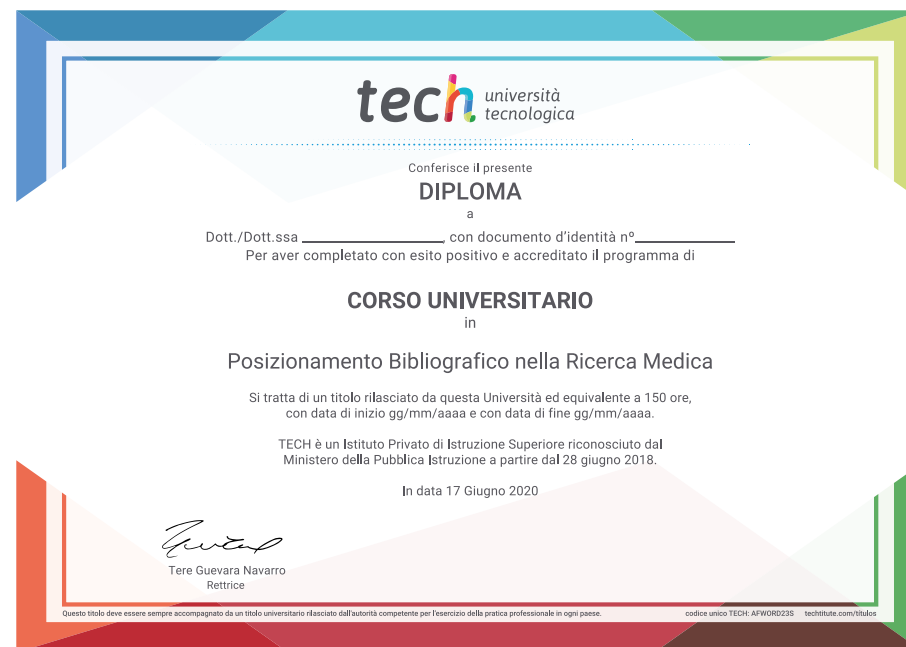 tech università
tecnologica
Conferisce il presente
DIPLOMA
a
Dott./Dott.ssa ____________________, con documento d'identità nº______________
Per aver completato con esito positivo e accreditato il programma di
CORSO UNIVERSITARIO
in
Posizionamento Bibliografico nella Ricerca Medica
Si tratta di un titolo rilasciato da questa Università ed equivalente a 150 ore,
con data di inizio gg/mm/aaaa e con data di fine gg/mm/aaaa.
TECH è un Istituto Privato di Istruzione Superiore riconosciuto dal
Ministero della Pubblica Istruzione a partire dal 28 giugno 2018.
In data 17 Giugno 2020
Tere Guevara Navarro
Rettrice
Questo titolo deve essere sempre accompagnato da un titolo universitario rilasciato dall'autorità competente per l'esercizio della pratica professionale in ogni paese. codice unico TECH: AFWORD23S techtitute.com/titulos